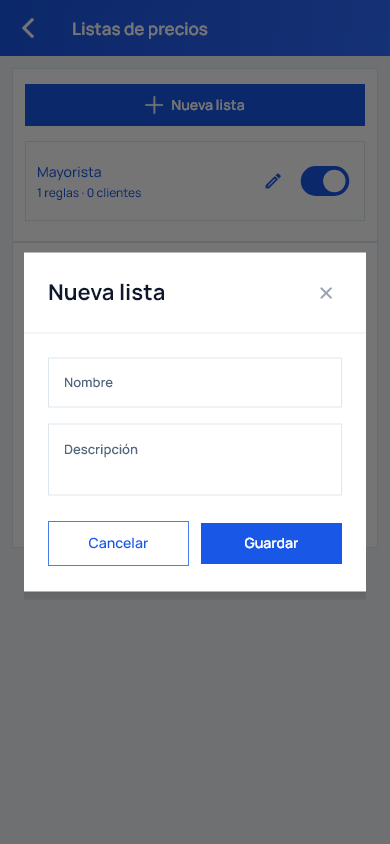 Listas de precios
Nueva lista
Mayorista
1 reglas · 0 clientes
Nueva lista
Nombre
Descripción
Cancelar
Guardar